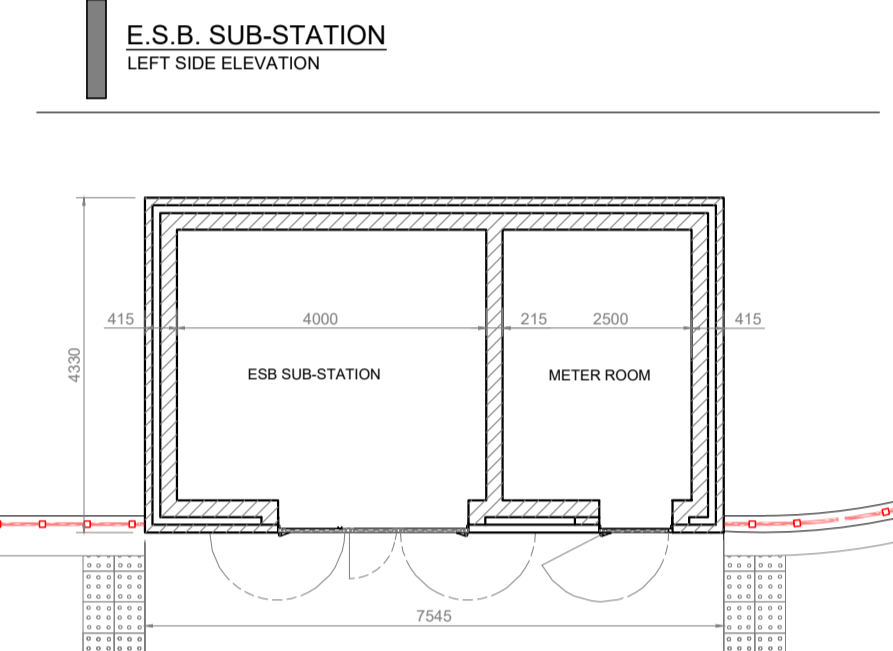 E.S.B. SUB-STATION
LEFT SIDE ELEVATION
415 4000 215 2500 415
4330
ESB SUB-STATION METER ROOM
7545